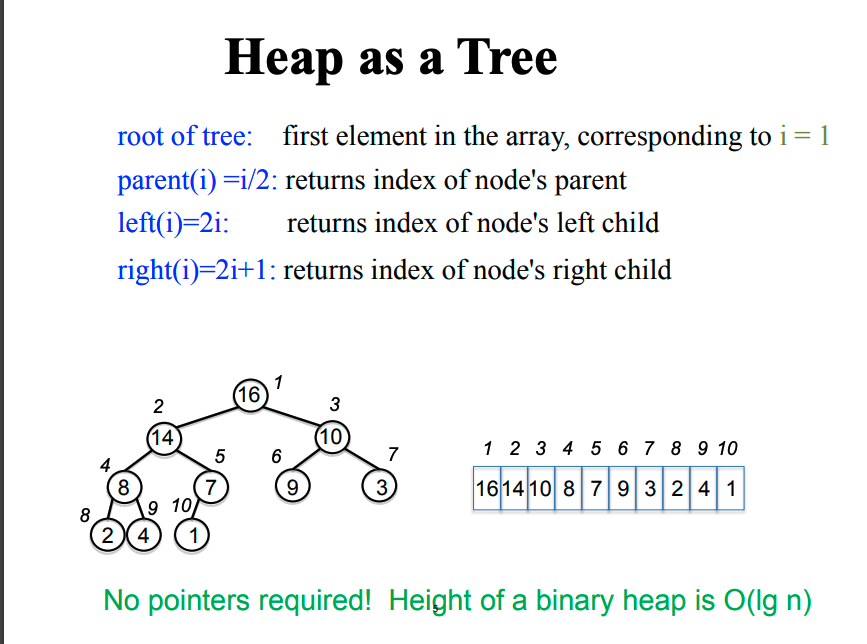 Heap as a Tree
root of tree: first element in the array, corresponding to i = 1
parent(i) =i/2: returns index of node's parent
left(i)=2i: returns index of node's left child
right(i)=2i+1: returns index of node's right child
16 1
2 3
14 10
4 5 6 7
8 7 9 3
8 9 10
2 4 1
1 2 3 4 5 6 7 8 9 10
16 14 10 8 7 9 3 2 4 1
No pointers required! Height of a binary heap is O(lg n)